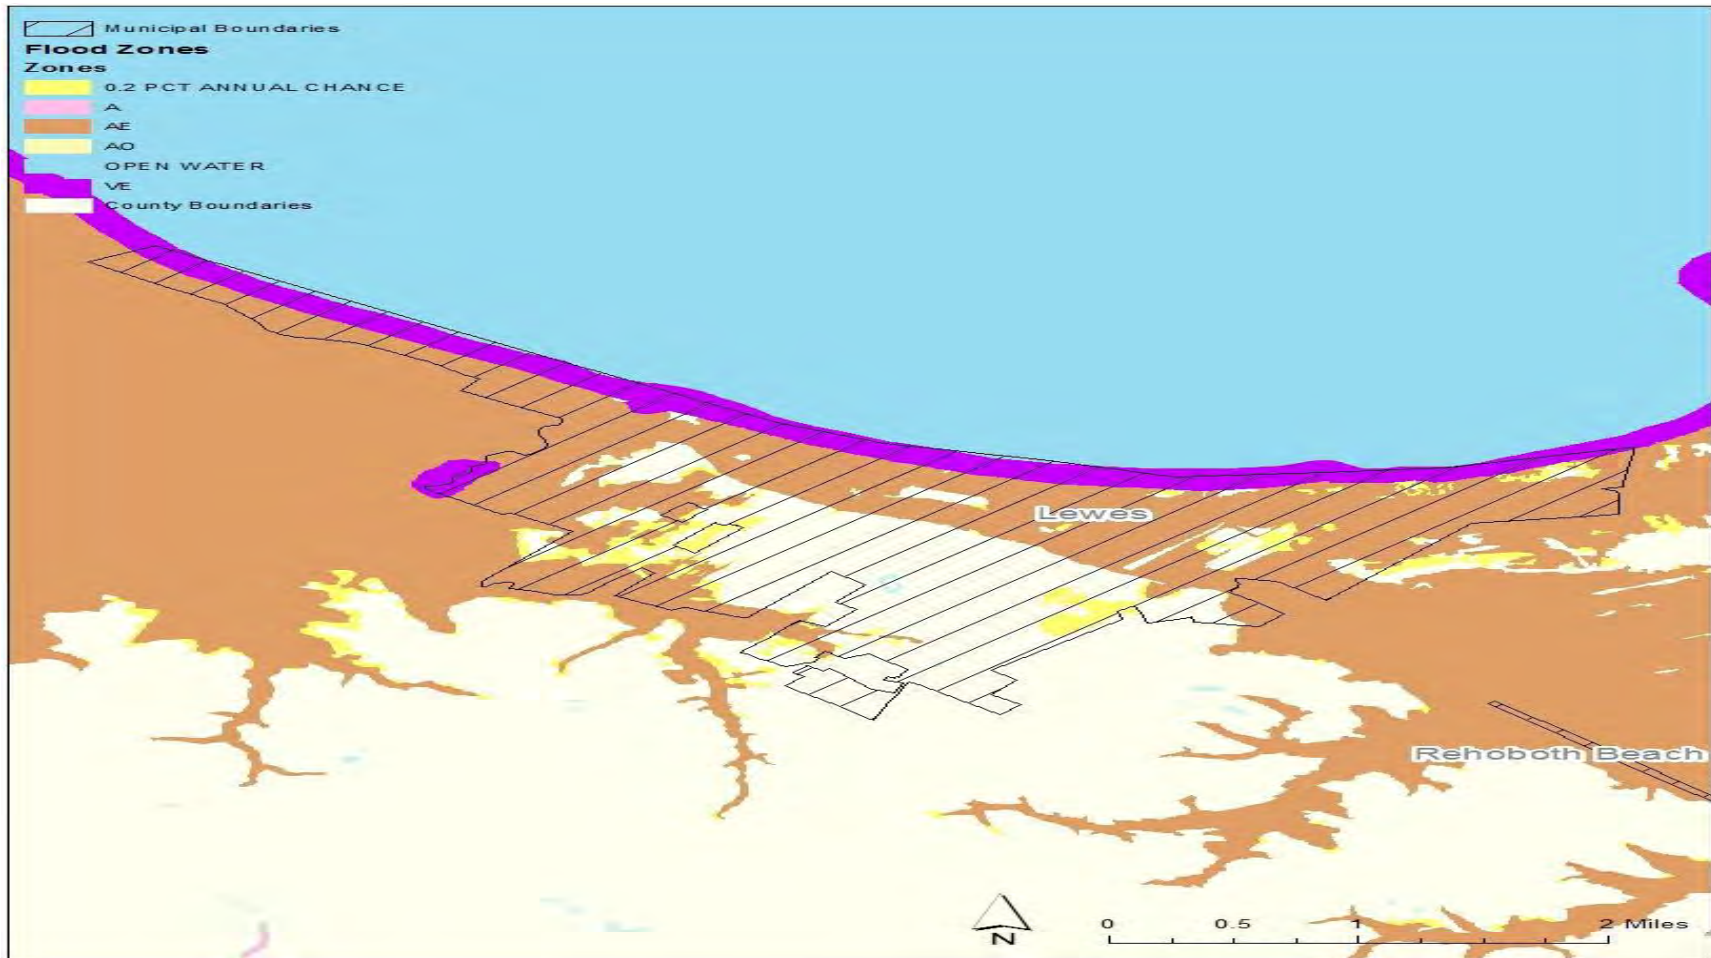 Municipal Boundaries
Flood Zones
Zones
0.2 PCT ANNUAL CHANCE
A
AE
AO
OPEN WATER
VE
County Boundaries
Lewes
Rehoboth Beach
N
0 0.5 1 2 Miles